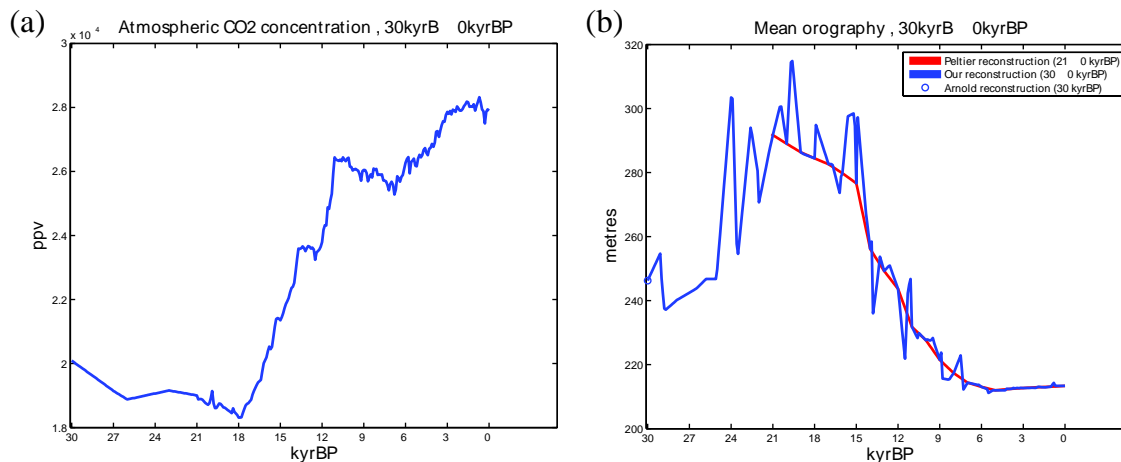 (a)
Atmospheric CO2 concentration , 30kyrB 0kyrBP
3 x 10 4
2.8
2.6
2.4
2.2
2
1.8
ppv
30 27 24 21 18 15 12 9 6 3 0
kyrBP
(b)
Mean orography , 30kyrB 0kyrBP
320
300
280
260
240
220
200
metres
Peltier reconstruction (21 0 kyrBP)
Our reconstruction (30 0 kyrBP)
Arnold reconstruction (30 kyrBP)
30 27 24 21 18 15 12 9 6 3 0
kyrBP